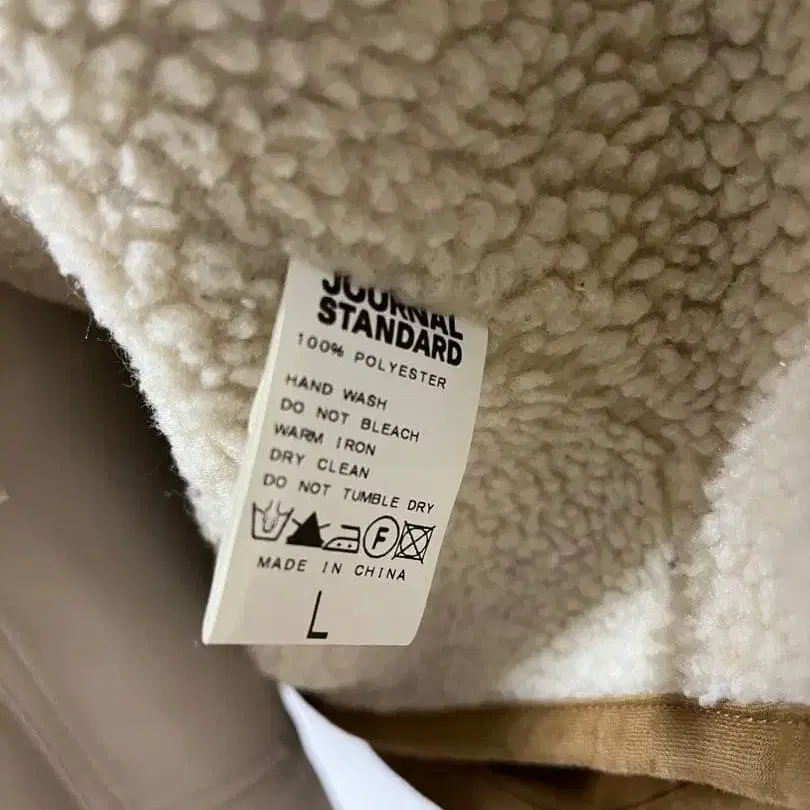 JOURNAL
STANDARD
100% POLYESTER
HAND WASH
DO NOT BLEACH
WARM IRON
DRY CLEAN
DO NOT TUMBLE DRY
F
MADE IN CHINA
L